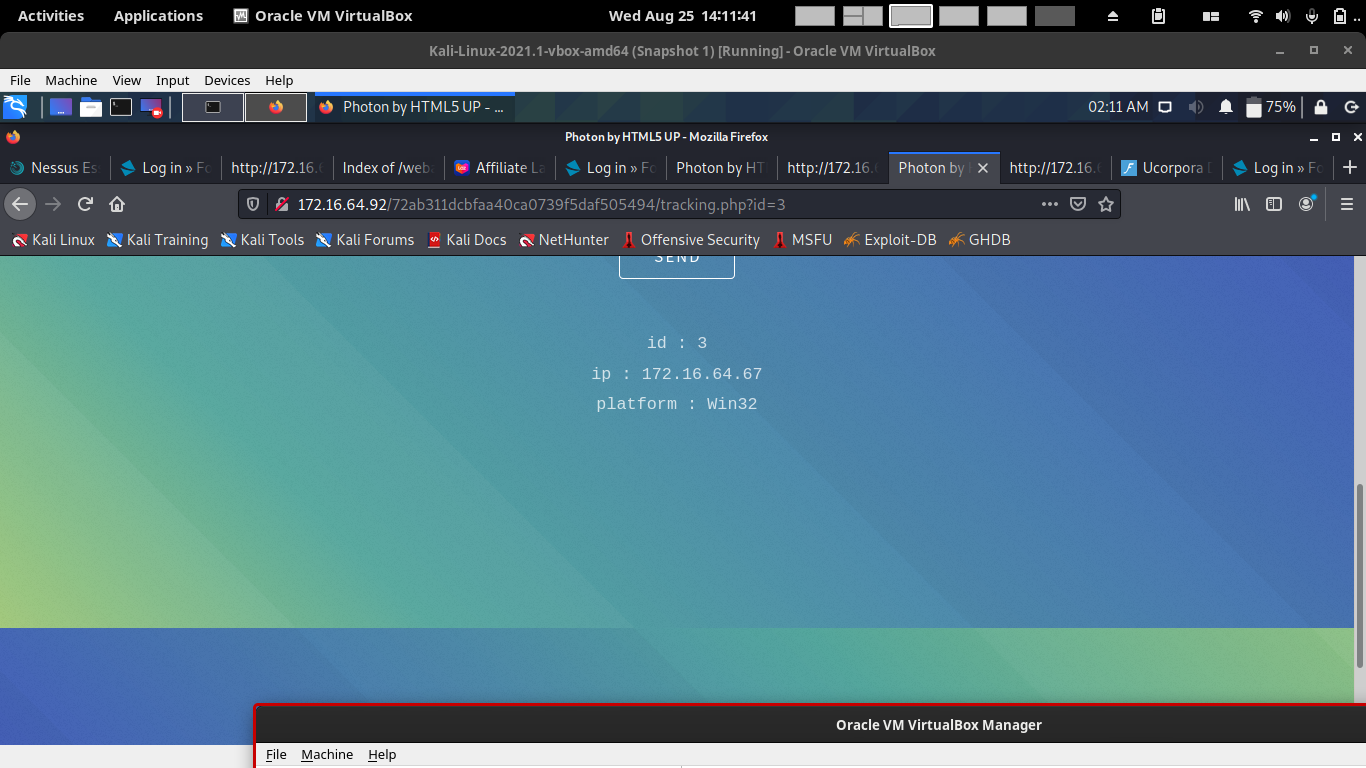 Activities Applications Oracle VM VirtualBox Wed Aug 25 14:11:41
Kali-Linux-2021.1-vbox-amd64 (Snapshot 1) [Running] - Oracle VM VirtualBox
File Machine View Input Devices Help
Photon by HTML5 UP - ... 02:11 AM 75%
Photon by HTML5 UP - Mozilla Firefox
Nessus Es Log in » Fo http://172.16.6 Index of /web Affiliate La Log in » Fo Photon by HT http://172.16. Photon by http://172.16. Ucorpora Log in » Fo
172.16.64.92/72ab311dcbfaa40ca0739f5daf505494/tracking.php?id=3
Kali Linux Kali Training Kali Tools Kali Forums Kali Docs NetHunter Offensive Security MSFU Exploit-DB GHDB
SEND
id : 3
ip : 172.16.64.67
platform : Win32
Oracle VM VirtualBox Manager
File Machine Help